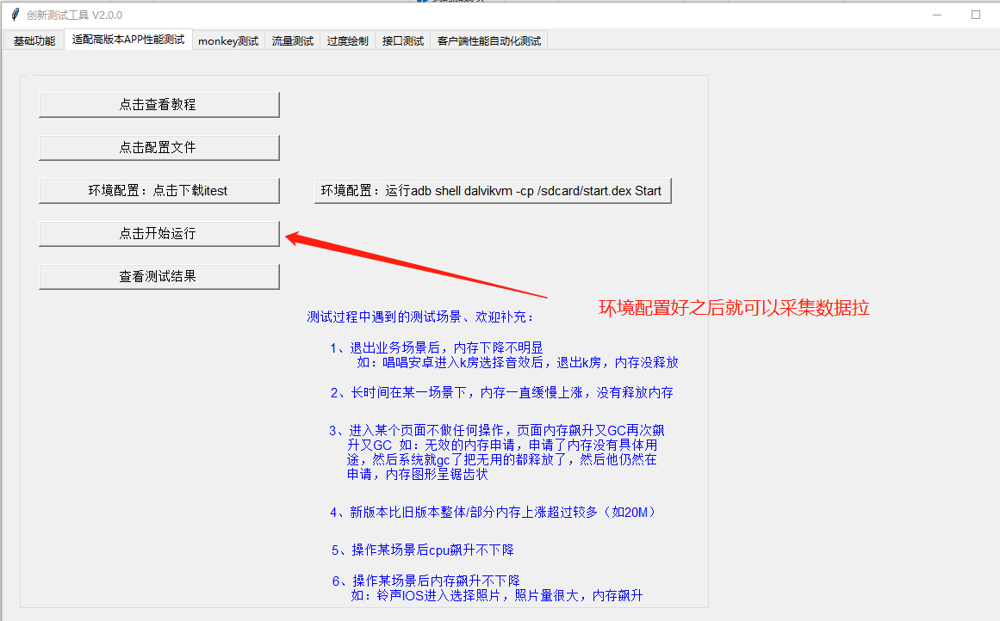 创新测试工具 V2.0.0
基础功能 适配高版本APP性能测试 monkey测试 流量测试 过度绘制 接口测试 客户端性能自动化测试
点击查看教程
点击配置文件
环境配置：点击下载itest 环境配置：运行adb shell dalvikvm -cp /sdcard/start.dex Start
点击开始运行
查看测试结果
环境配置好之后就可以采集数据拉
测试过程中遇到的测试场景、欢迎补充：
1、退出业务场景后，内存下降不明显
如：唱唱安卓进入k房选择音效后，退出k房，内存没释放
2、长时间在某一场景下，内存一直缓慢上涨，没有释放内存
3、进入某个页面不做任何操作，页面内存飙升又GC再次飙
升又GC 如：无效的内存申请，申请了内存没有具体用
途，然后系统就gc了把无用的都释放了，然后他仍然在
申请，内存图形呈锯齿状
4、新版本比旧版本整体/部分内存上涨超过较多（如20M）
5、操作某场景后cpu飙升不下降
6、操作某场景后内存飙升不下降
如：铃声IOS进入选择照片，照片量很大，内存飙升